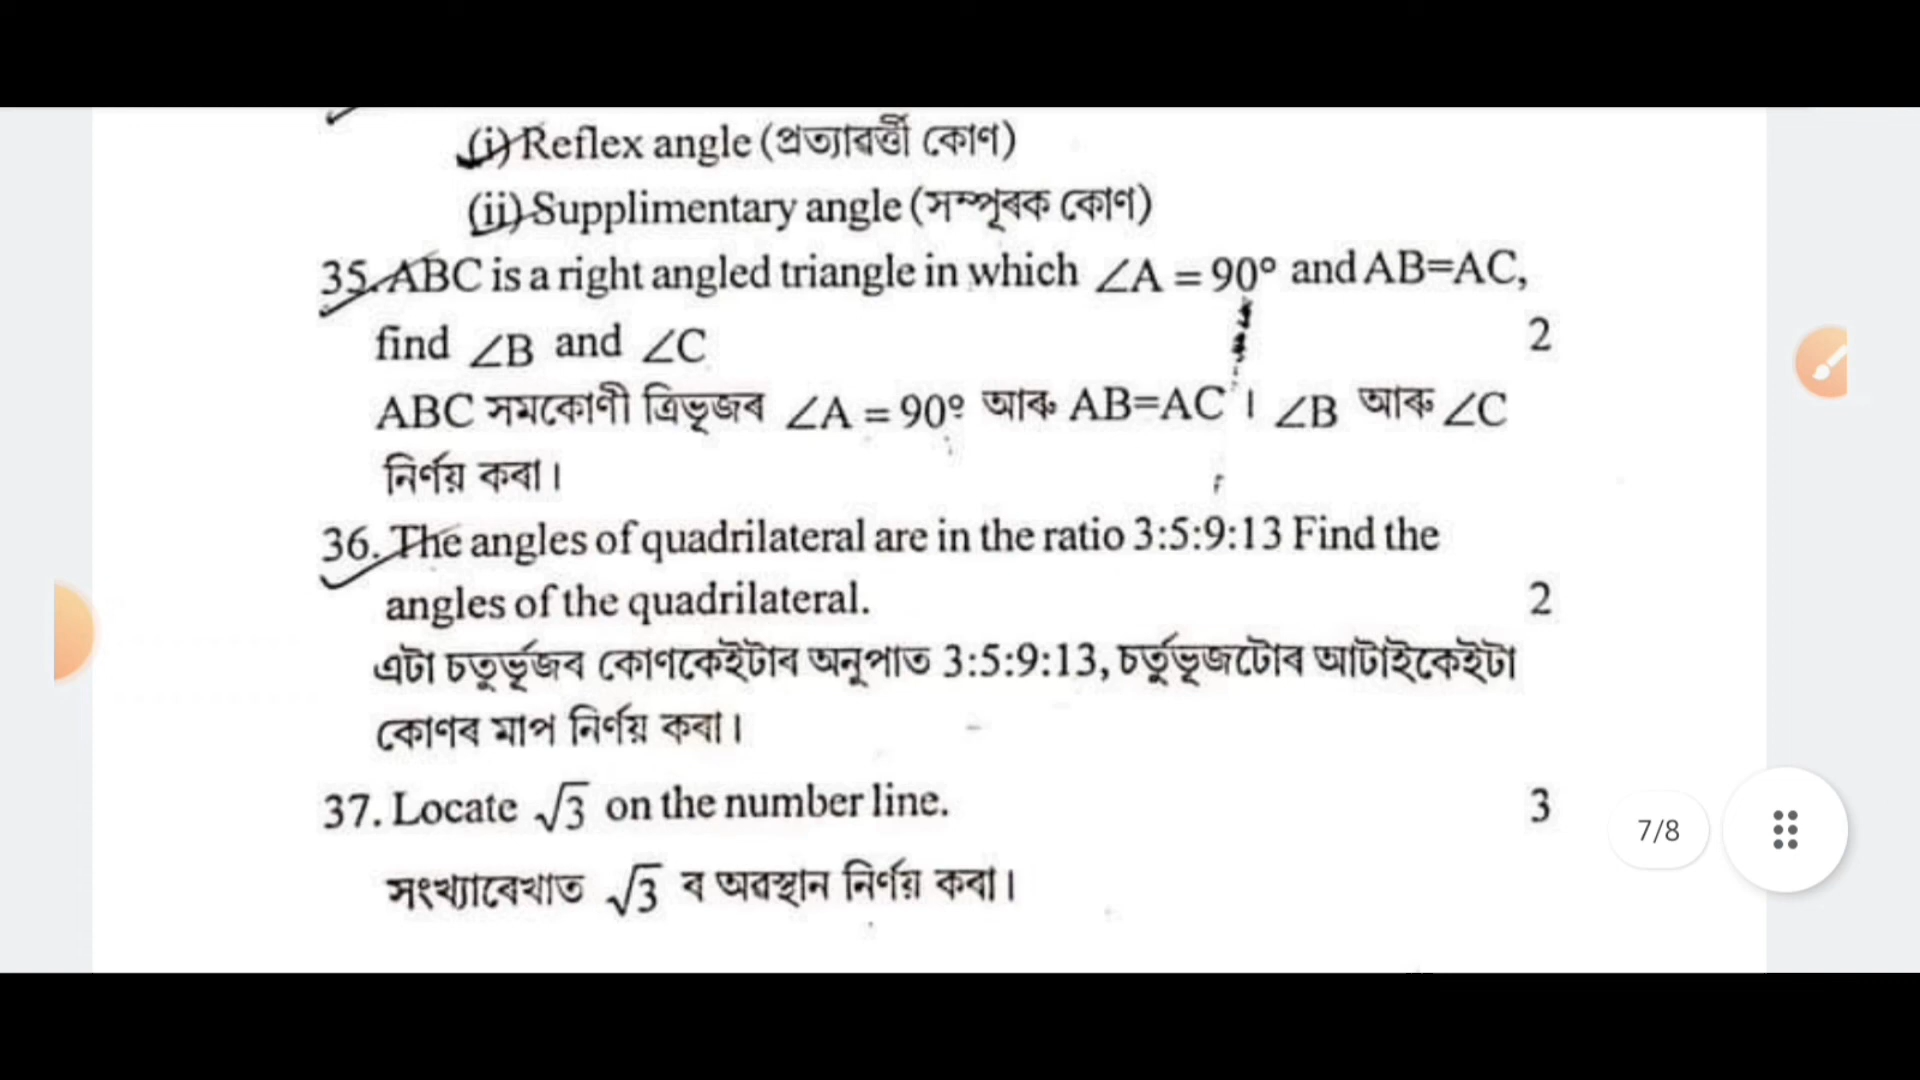 (i) Reflex angle (প্ৰত্যাবৰ্ত্তী কোণ)
(ii) Supplimentary angle (সম্পূৰক কোণ)
35. ABC is a right angled triangle in which ∠A = 90° and AB=AC,
find ∠B and ∠C 2
ABC সমকোণী ত্ৰিভূজৰ ∠A = 90° আৰু AB=AC । ∠B আৰু ∠C
নিৰ্ণয় কৰা।
36. The angles of quadrilateral are in the ratio 3:5:9:13 Find the
angles of the quadrilateral. 2
এটা চতুৰ্ভূজৰ কোণকেইটাৰ অনুপাত 3:5:9:13, চৰ্তুভূজটোৰ আটাইকেইটা
কোণৰ মাপ নিৰ্ণয় কৰা।
37. Locate √3 on the number line. 3
7/8
সংখ্যাৰেখাত √3 ৰ অৱস্থান নিৰ্ণয় কৰা।